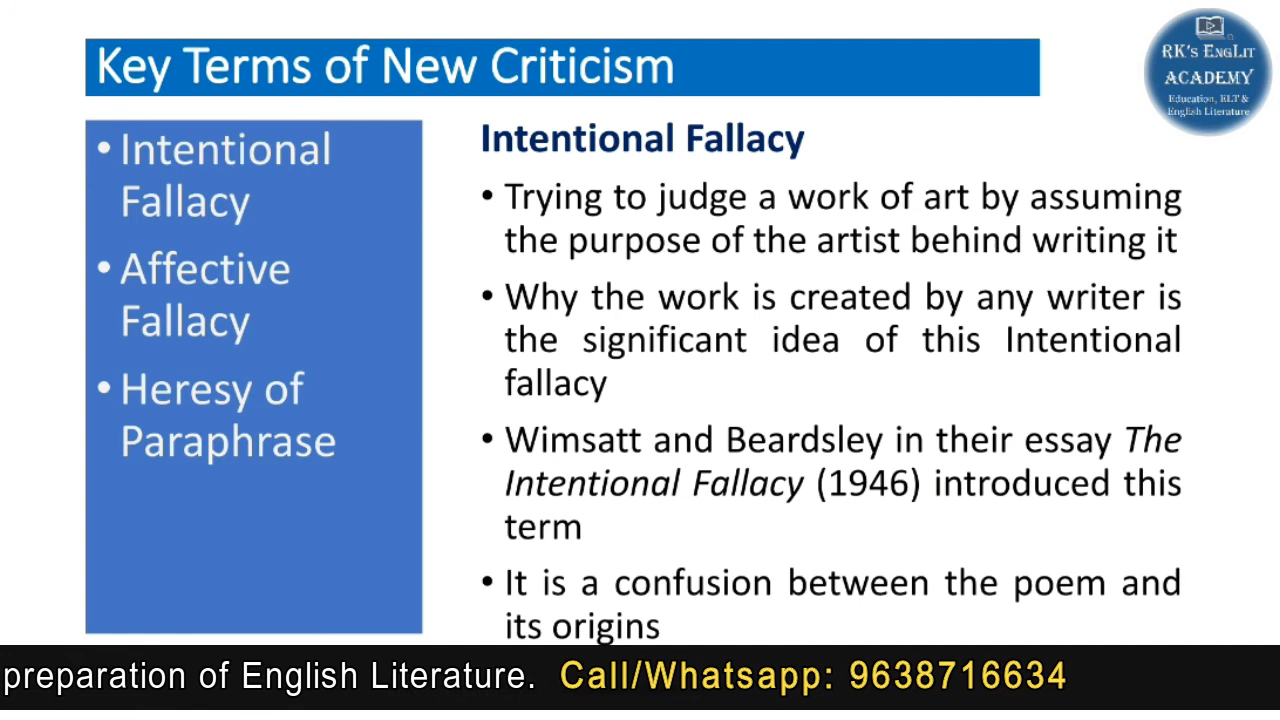 Key Terms of New Criticism
RK's EngLit
Academy
Education, ELT &
English Literature
• Intentional
Fallacy
• Affective
Fallacy
• Heresy of
Paraphrase
Intentional Fallacy
• Trying to judge a work of art by assuming
the purpose of the artist behind writing it
• Why the work is created by any writer is
the significant idea of this Intentional
fallacy
• Wimsatt and Beardsley in their essay The
Intentional Fallacy (1946) introduced this
term
• It is a confusion between the poem and
its origins
preparation of English Literature. Call/Whatsapp: 9638716634